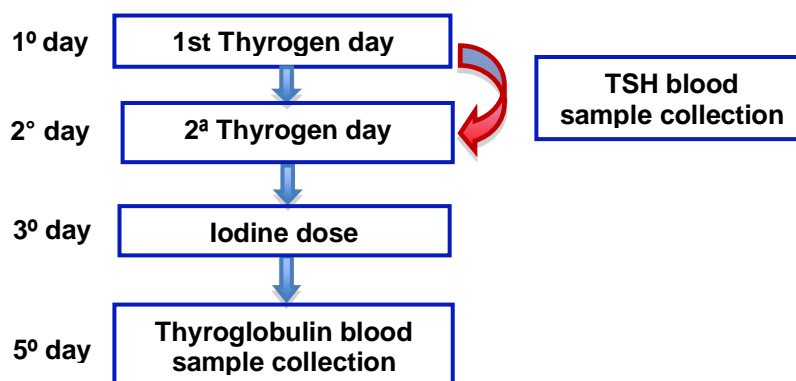 1º day
1st Thyrogen day
TSH blood
sample collection
2° day
2ª Thyrogen day
3º day
Iodine dose
5º day
Thyroglobulin blood
sample collection